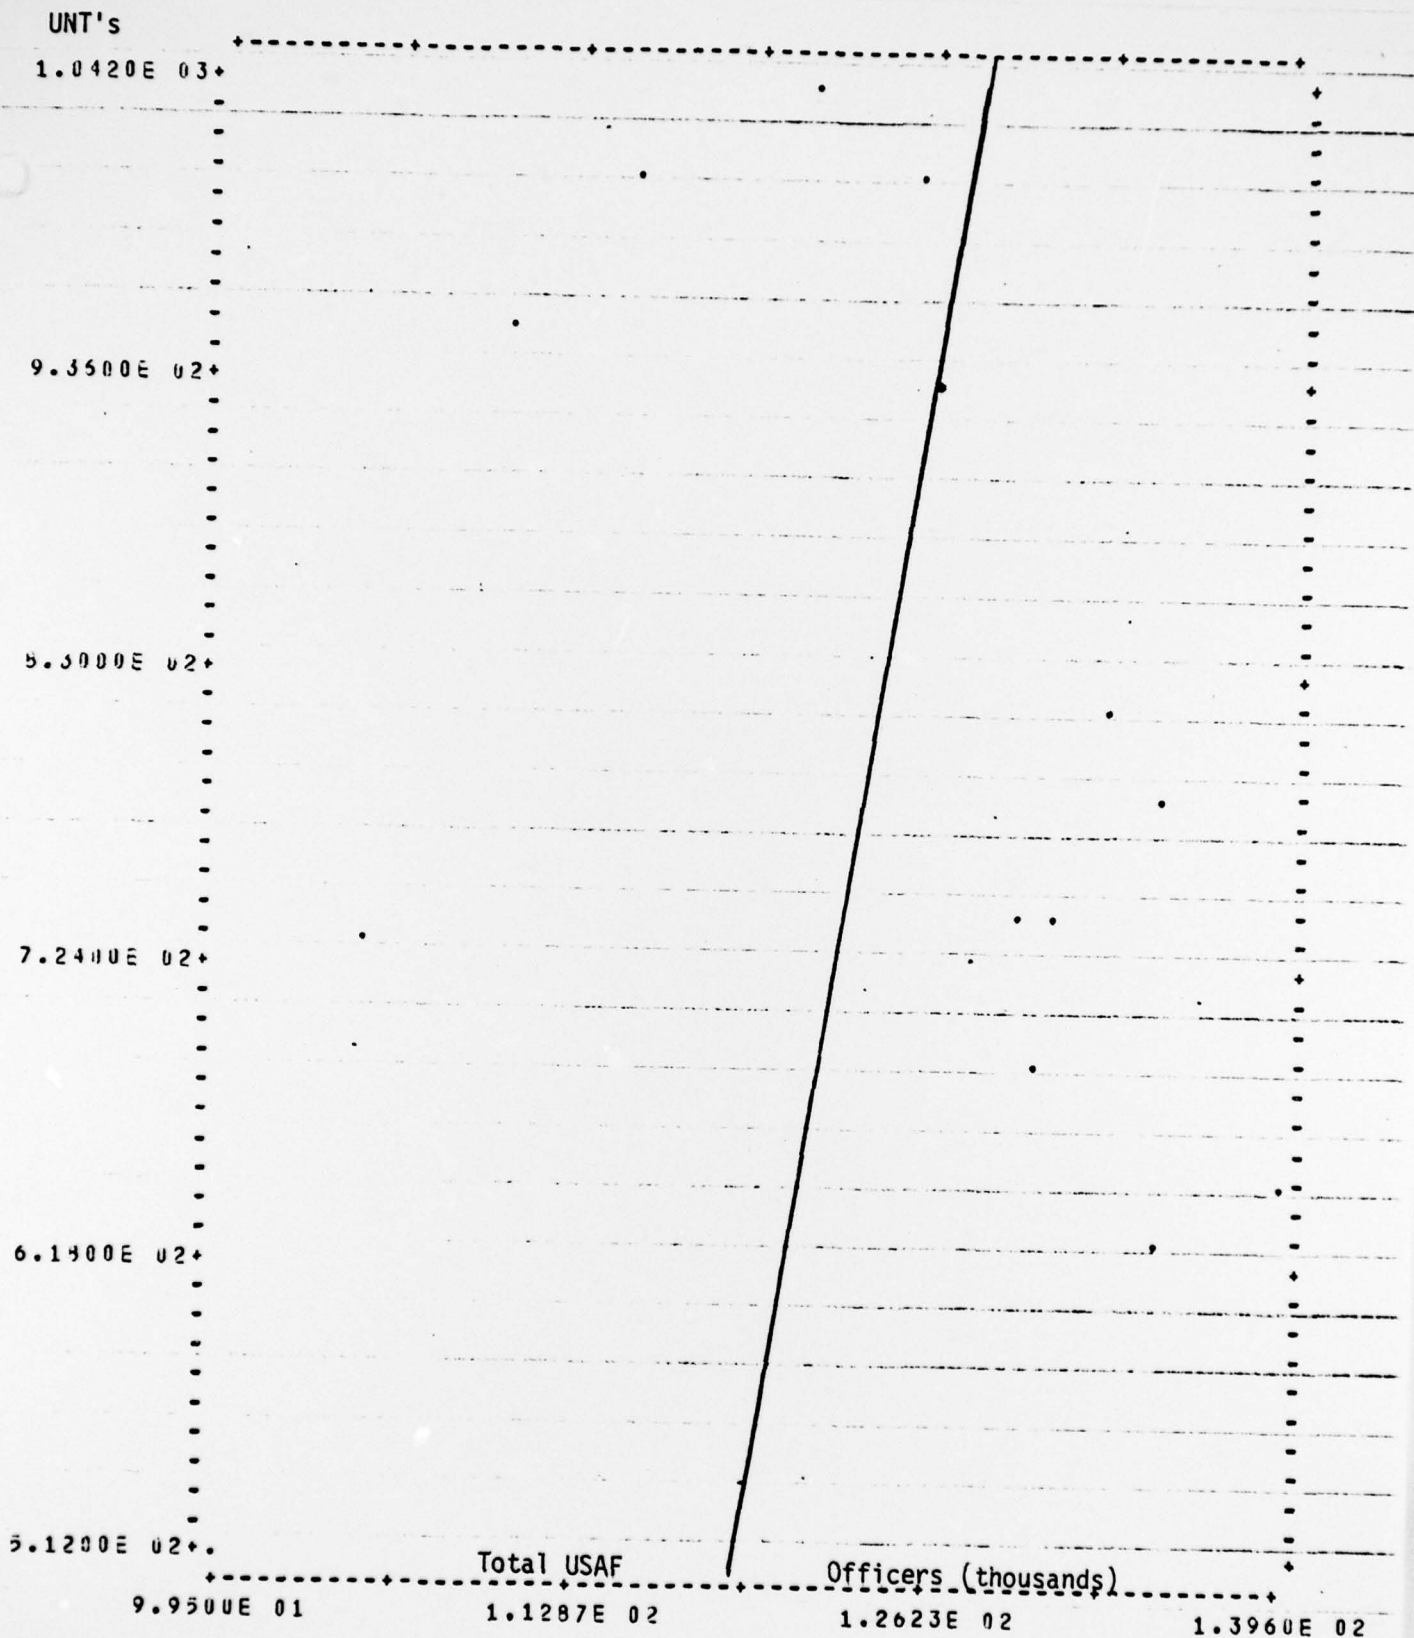 UNT's
1.0420E 03
9.3600E 02
8.3000E 02
7.2400E 02
6.1800E 02
5.1200E 02
Total USAF Officers (thousands)
9.9500E 01 1.1287E 02 1.2623E 02 1.3960E 02